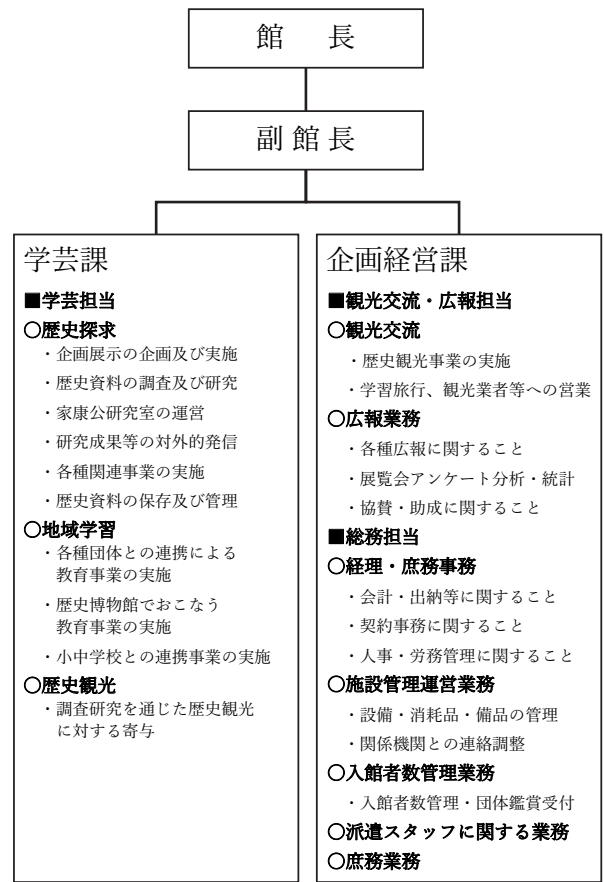 館　長
副館長
学芸課
■学芸担当
○歴史探求
・企画展示の企画及び実施
・歴史資料の調査及び研究
・家康公研究室の運営
・研究成果等の対外的発信
・各種関連事業の実施
・歴史資料の保存及び管理
○地域学習
・各種団体との連携による
教育事業の実施
・歴史博物館でおこなう
教育事業の実施
・小中学校との連携事業の実施
○歴史観光
・調査研究を通じた歴史観光
に対する寄与
企画経営課
■観光交流・広報担当
○観光交流
・歴史観光事業の実施
・学習旅行、観光業者等への営業
○広報業務
・各種広報に関すること
・展覧会アンケート分析・統計
・協賛・助成に関すること
■総務担当
○経理・庶務事務
・会計・出納等に関すること
・契約事務に関すること
・人事・労務管理に関すること
○施設管理運営業務
・設備・消耗品・備品の管理
・関係機関との連絡調整
○入館者数管理業務
・入館者数管理・団体鑑賞受付
○派遣スタッフに関する業務
○庶務業務